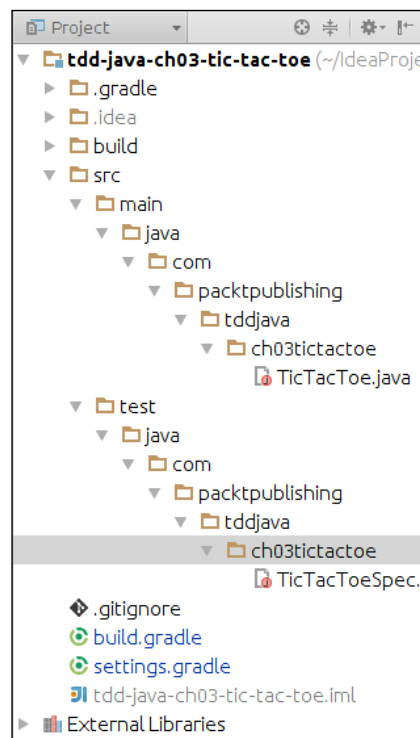 Project
tdd-java-ch03-tic-tac-toe (~/IdeaProje
.gradle
.idea
build
src
main
java
com
packtpublishing
tddjava
ch03tictactoe
TicTacToe.java
test
java
com
packtpublishing
tddjava
ch03tictactoe
TicTacToeSpec.
.gitignore
build.gradle
settings.gradle
tdd-java-ch03-tic-tac-toe.iml
External Libraries